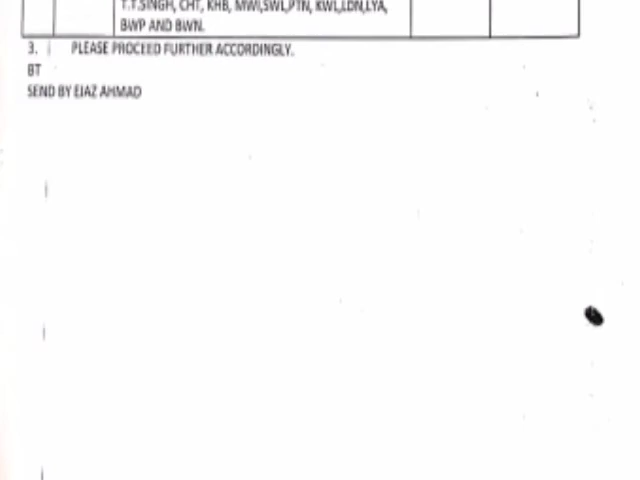 T.T.SINGH, CHT, KHB, MWI,SWL,PTN, KWL,LDN,LYA,
BWP AND BWN.
3. PLEASE PROCEED FURTHER ACCORDINGLY.
BT
SEND BY EJAZ AHMAD